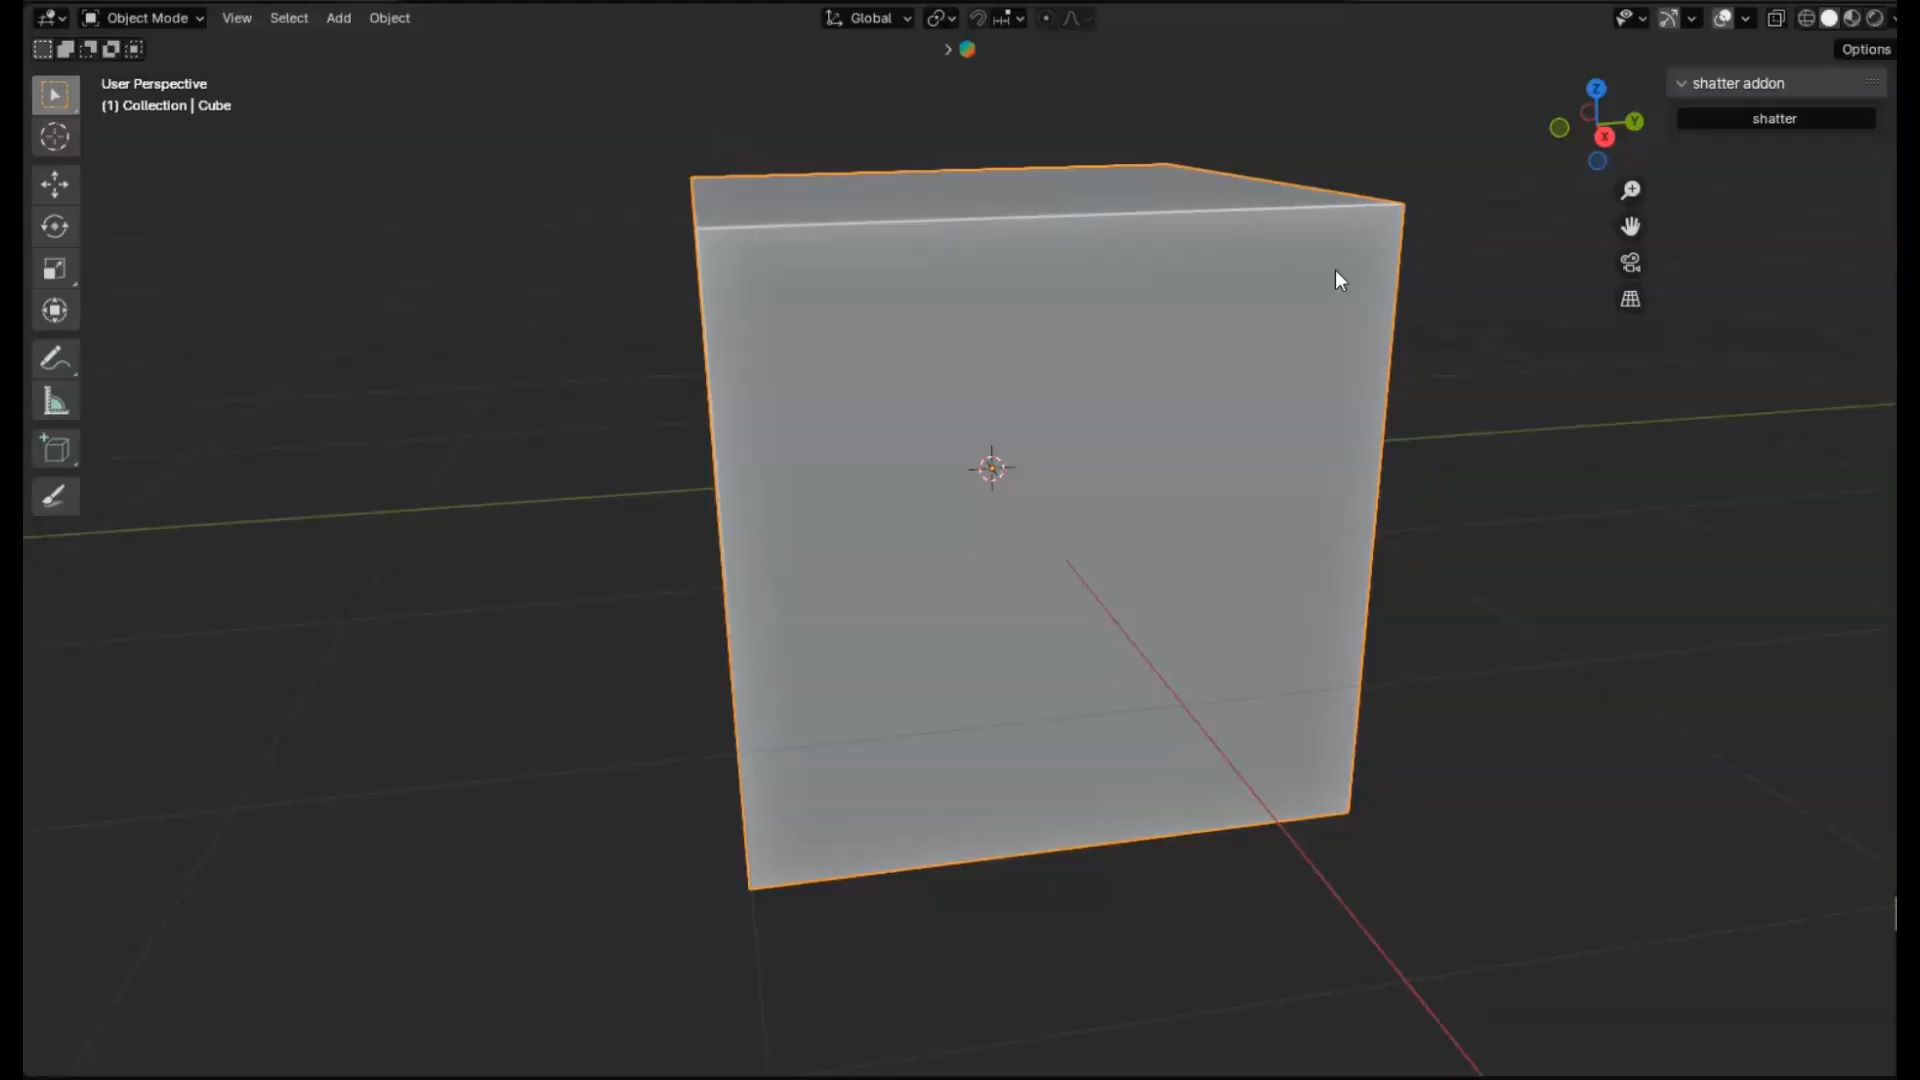 Object Mode View Select Add Object Global
Options
User Perspective
(1) Collection | Cube
shatter addon
shatter
Z
Y
X